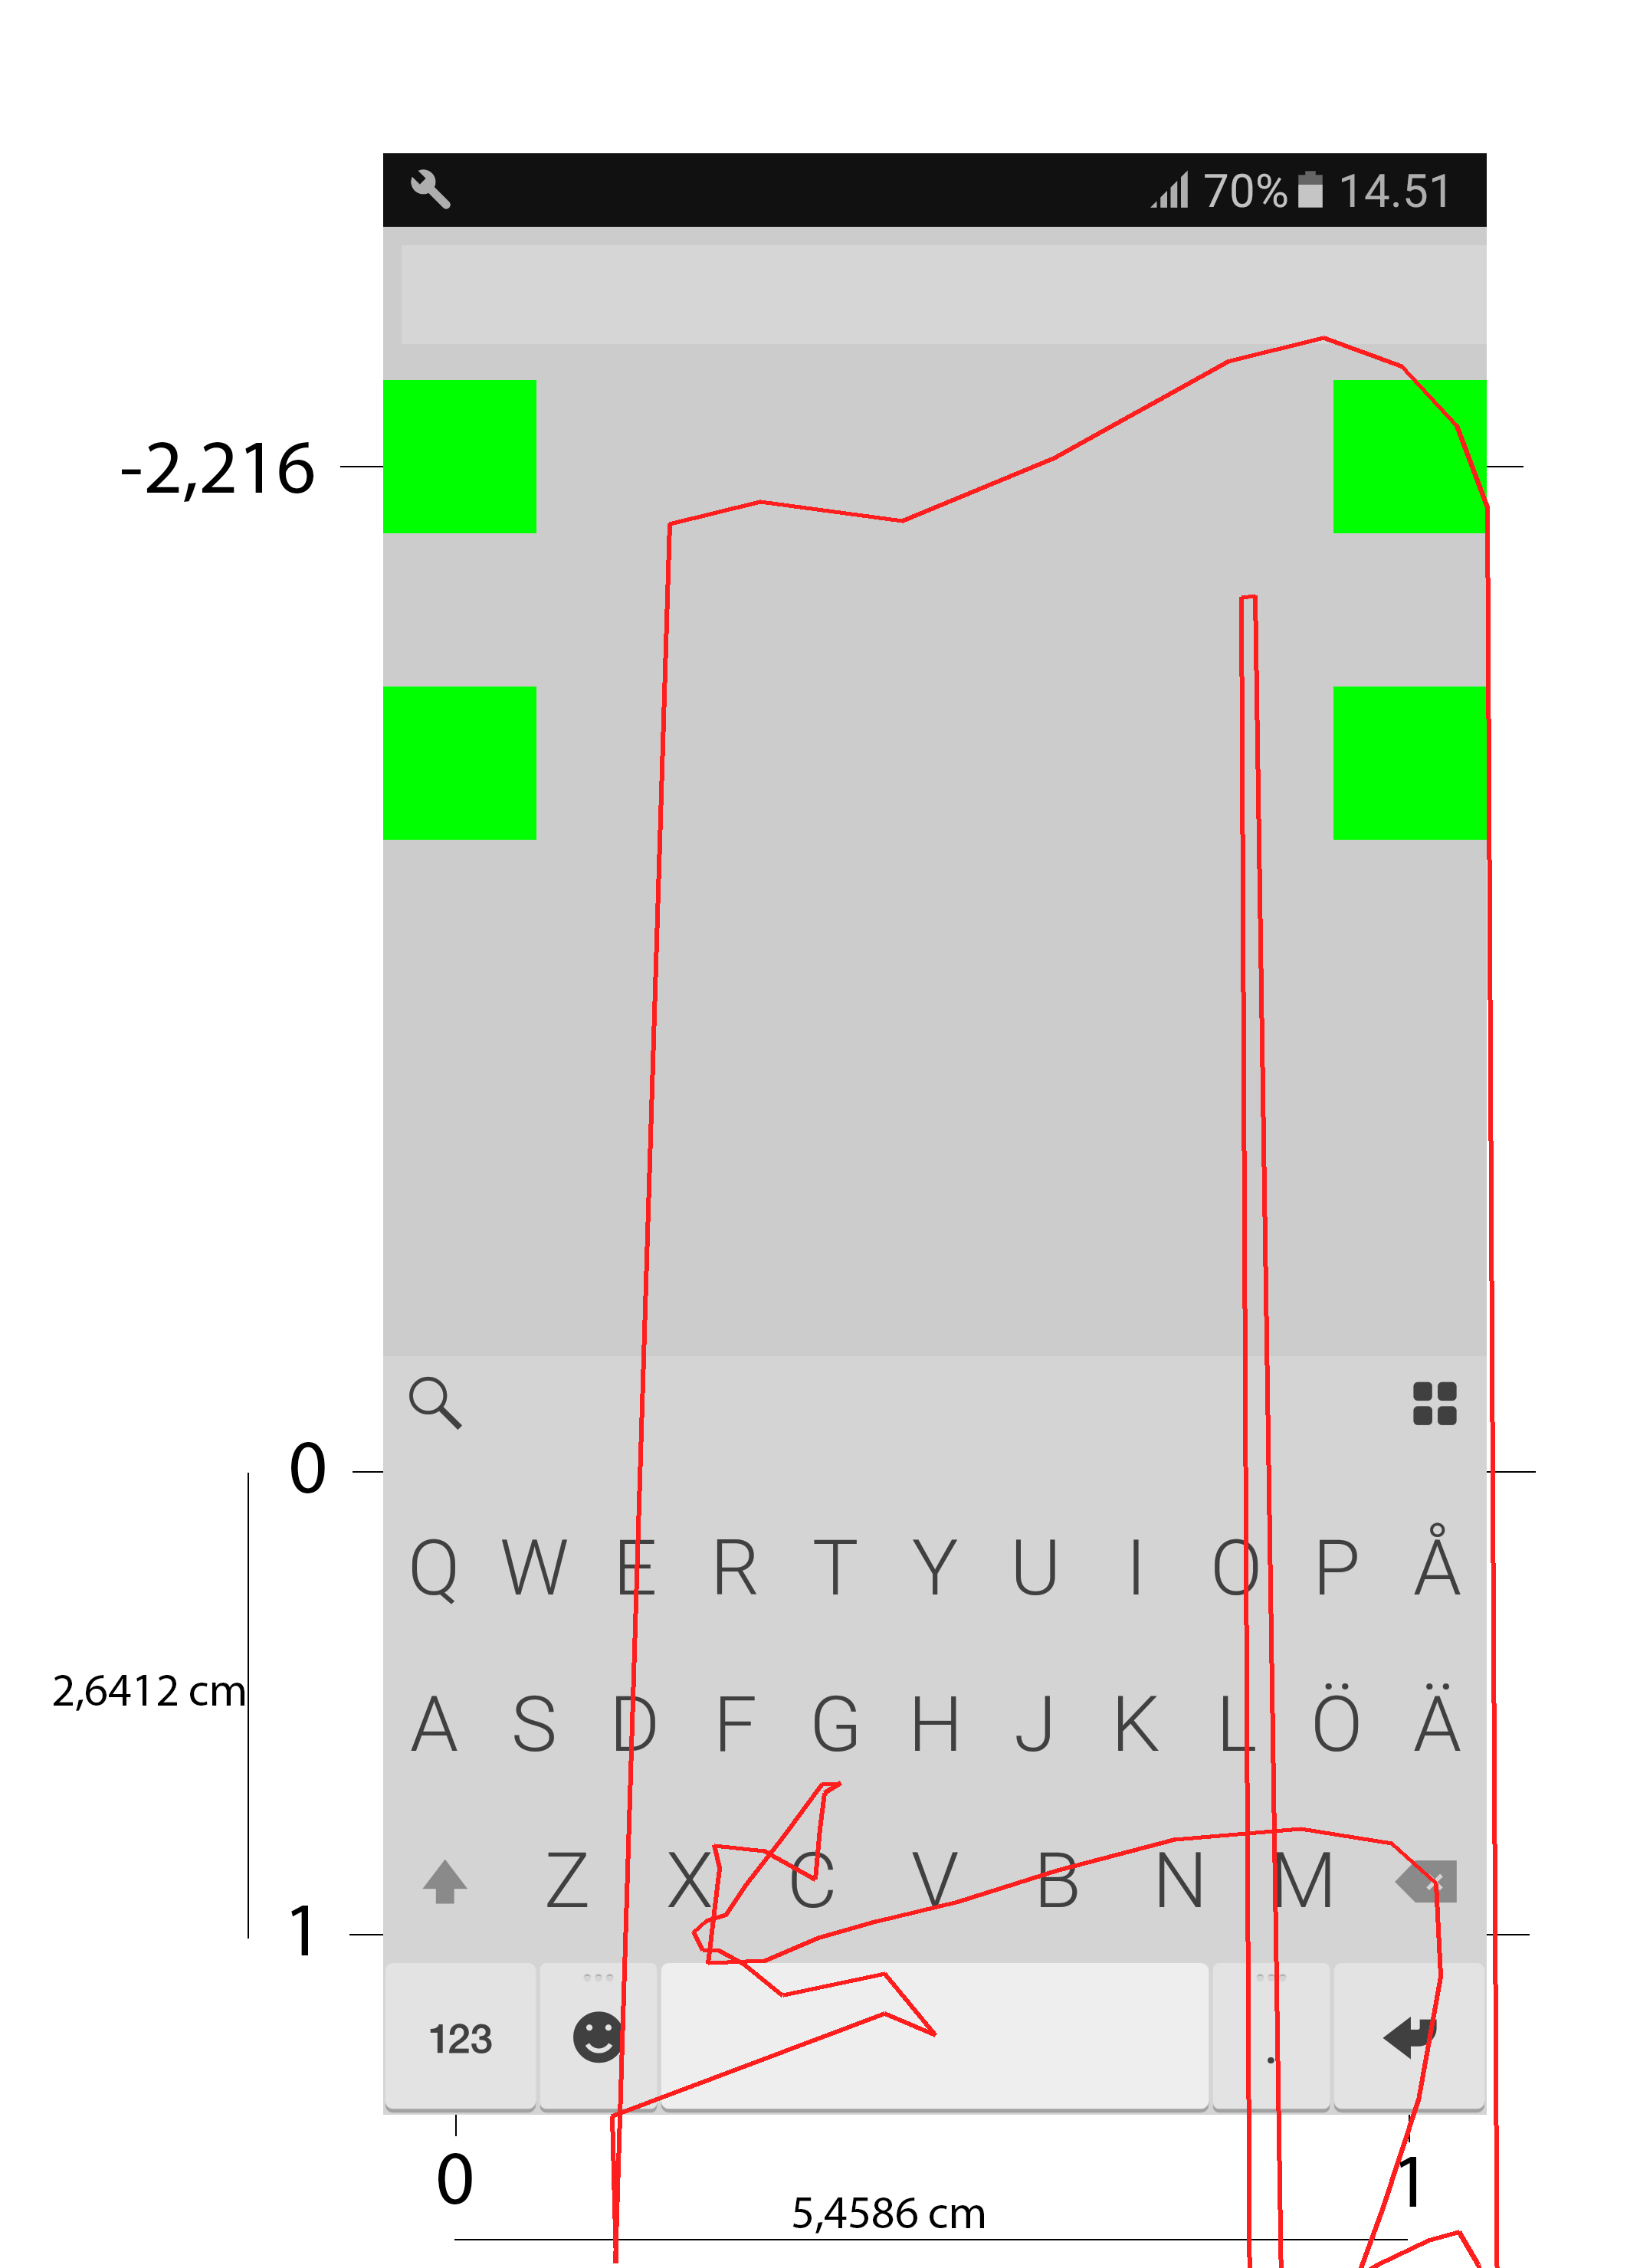 70% 14.51
-2,216
0
Q W E R T Y U I O P Å
2,6412 cm
A S D F G H J K L Ö Ä
Z X C V B N M
1
123 .
0 1
5,4586 cm